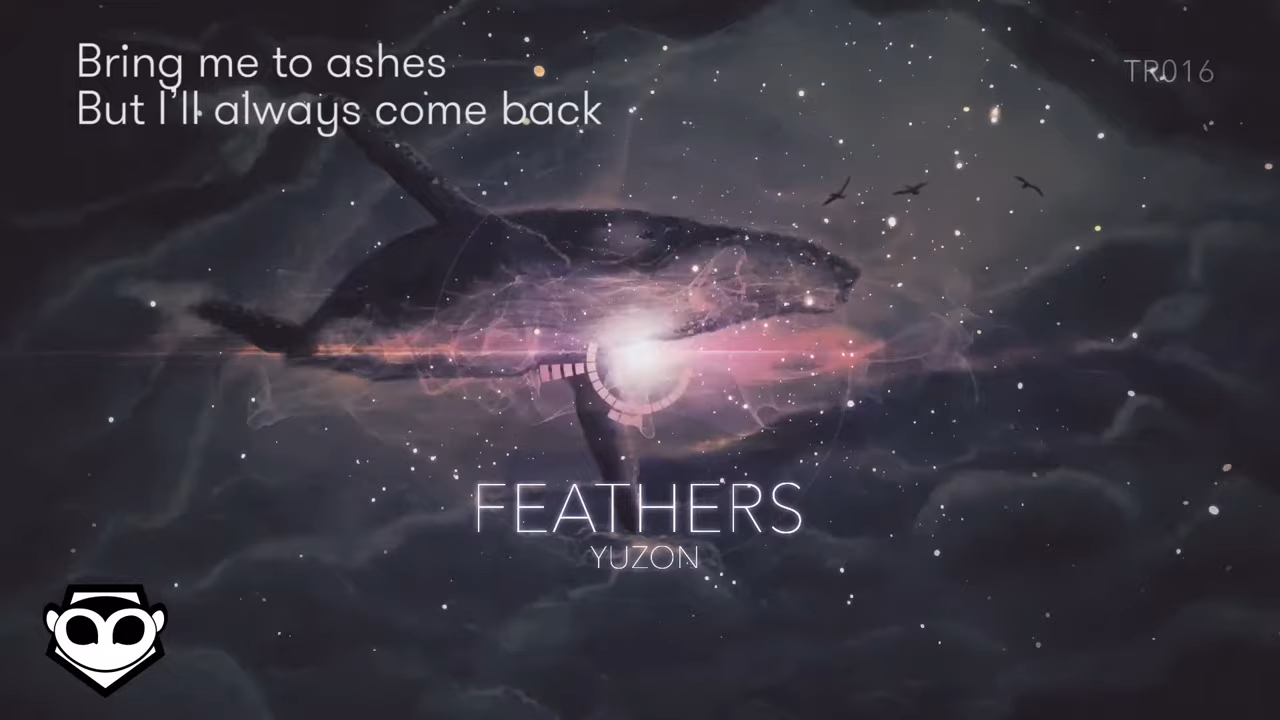 Bring me to ashes
But I'll always come back
TR016
FEATHERS
YUZON